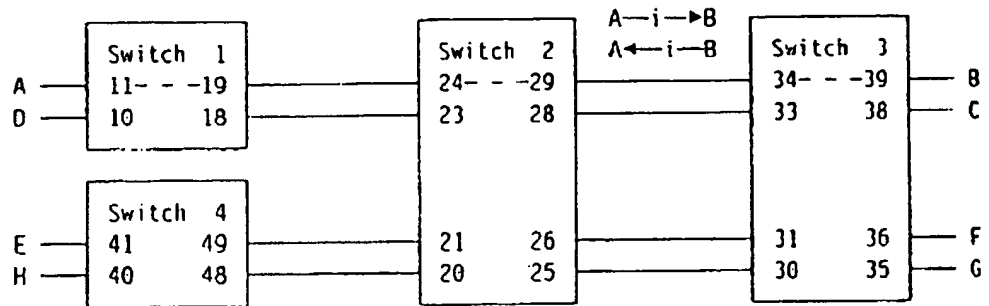 A—i—►B
A◄—i—B
Switch 1
Switch 2
Switch 3
A 11- - -19 24- - -29 34- - -39 B
D 10 18 23 28 33 38 C
Switch 4
E 41 49 21 26 31 36 F
H 40 48 20 25 30 35 G